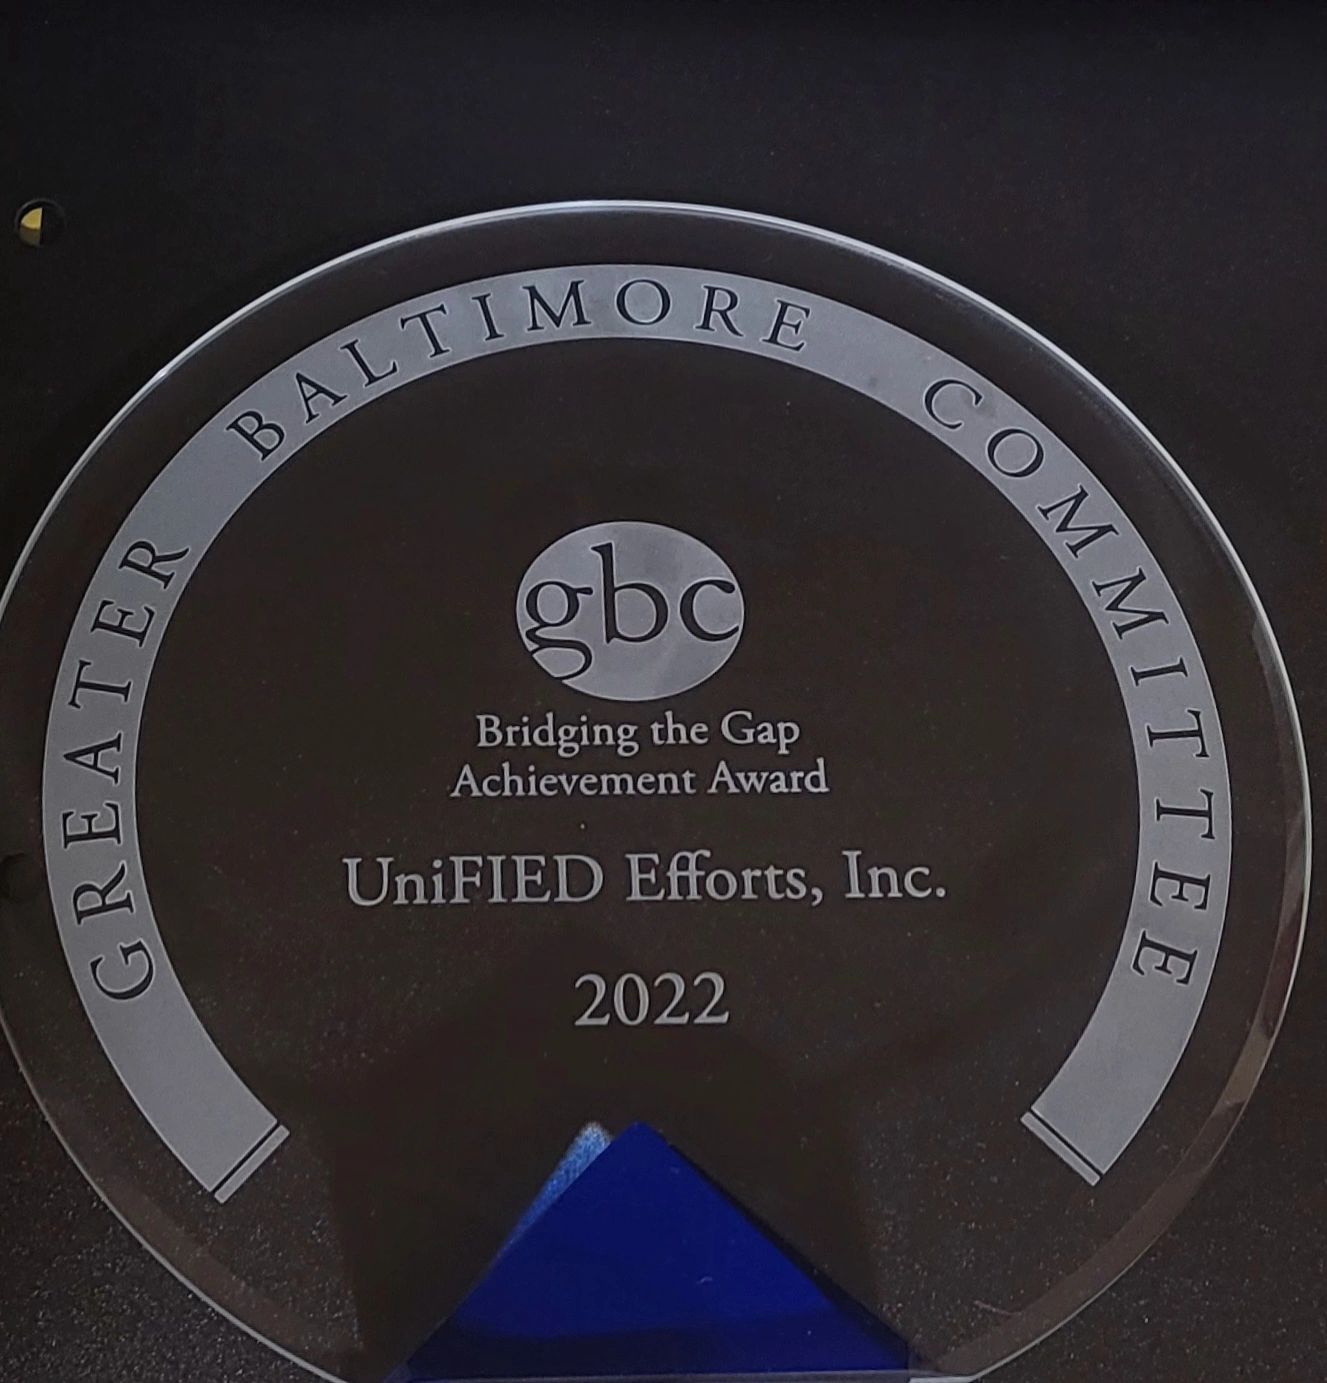 GREATER BALTIMORE COMMITTEE
gbc
Bridging the Gap
Achievement Award
UniFIED Efforts, Inc.
2022